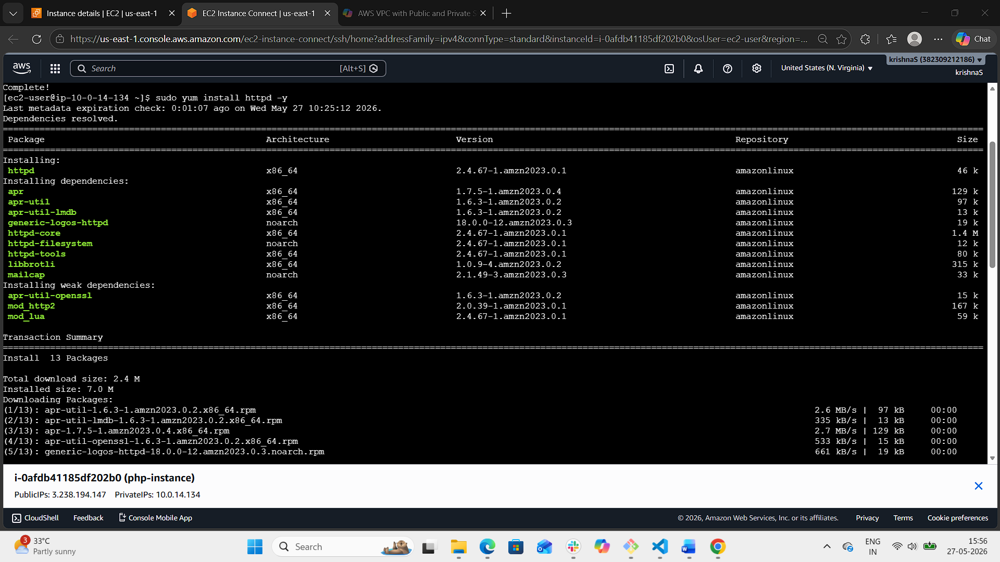 Instance details | EC2 | us-east-1
EC2 Instance Connect | us-east-1
AWS VPC with Public and Private S
https://us-east-1.console.aws.amazon.com/ec2-instance-connect/ssh/home?addressFamily=ipv4&connType=standard&instanceId=i-0afdb41185df202b0&osUser=ec2-user&region=...
Chat
aws
Search
[Alt+S]
United States (N. Virginia)
krishnaS (382309212186)
krishnaS
Complete!
[ec2-user@ip-10-0-14-134 ~]$ sudo yum install httpd -y
Last metadata expiration check: 0:01:07 ago on Wed May 27 10:25:12 2026.
Dependencies resolved.
Package Architecture Version Repository Size
Installing:
httpd x86_64 2.4.67-1.amzn2023.0.1 amazonlinux 46 k
Installing dependencies:
apr x86_64 1.7.5-1.amzn2023.0.4 amazonlinux 129 k
apr-util x86_64 1.6.3-1.amzn2023.0.2 amazonlinux 97 k
apr-util-lmdb x86_64 1.6.3-1.amzn2023.0.2 amazonlinux 13 k
generic-logos-httpd noarch 18.0.0-12.amzn2023.0.3 amazonlinux 19 k
httpd-core x86_64 2.4.67-1.amzn2023.0.1 amazonlinux 1.4 M
httpd-filesystem noarch 2.4.67-1.amzn2023.0.1 amazonlinux 12 k
httpd-tools x86_64 2.4.67-1.amzn2023.0.1 amazonlinux 80 k
libbrotli x86_64 1.0.9-4.amzn2023.0.2 amazonlinux 315 k
mailcap noarch 2.1.49-3.amzn2023.0.3 amazonlinux 33 k
Installing weak dependencies:
apr-util-openssl x86_64 1.6.3-1.amzn2023.0.2 amazonlinux 15 k
mod_http2 x86_64 2.0.39-1.amzn2023.0.1 amazonlinux 167 k
mod_lua x86_64 2.4.67-1.amzn2023.0.1 amazonlinux 59 k
Transaction Summary
Install  13 Packages
Total download size: 2.4 M
Installed size: 7.0 M
Downloading Packages:
(1/13): apr-util-1.6.3-1.amzn2023.0.2.x86_64.rpm 2.6 MB/s | 97 kB 00:00
(2/13): apr-util-lmdb-1.6.3-1.amzn2023.0.2.x86_64.rpm 335 kB/s | 13 kB 00:00
(3/13): apr-1.7.5-1.amzn2023.0.4.x86_64.rpm 2.7 MB/s | 129 kB 00:00
(4/13): apr-util-openssl-1.6.3-1.amzn2023.0.2.x86_64.rpm 533 kB/s | 15 kB 00:00
(5/13): generic-logos-httpd-18.0.0-12.amzn2023.0.3.noarch.rpm 661 kB/s | 19 kB 00:00
i-0afdb41185df202b0 (php-instance)
PublicIPs: 3.238.194.147 PrivateIPs: 10.0.14.134
CloudShell
Feedback
Console Mobile App
© 2026, Amazon Web Services, Inc. or its affiliates.
Privacy
Terms
Cookie preferences
3
33°C
Partly sunny
Search
ENG
IN
15:56
27-05-2026